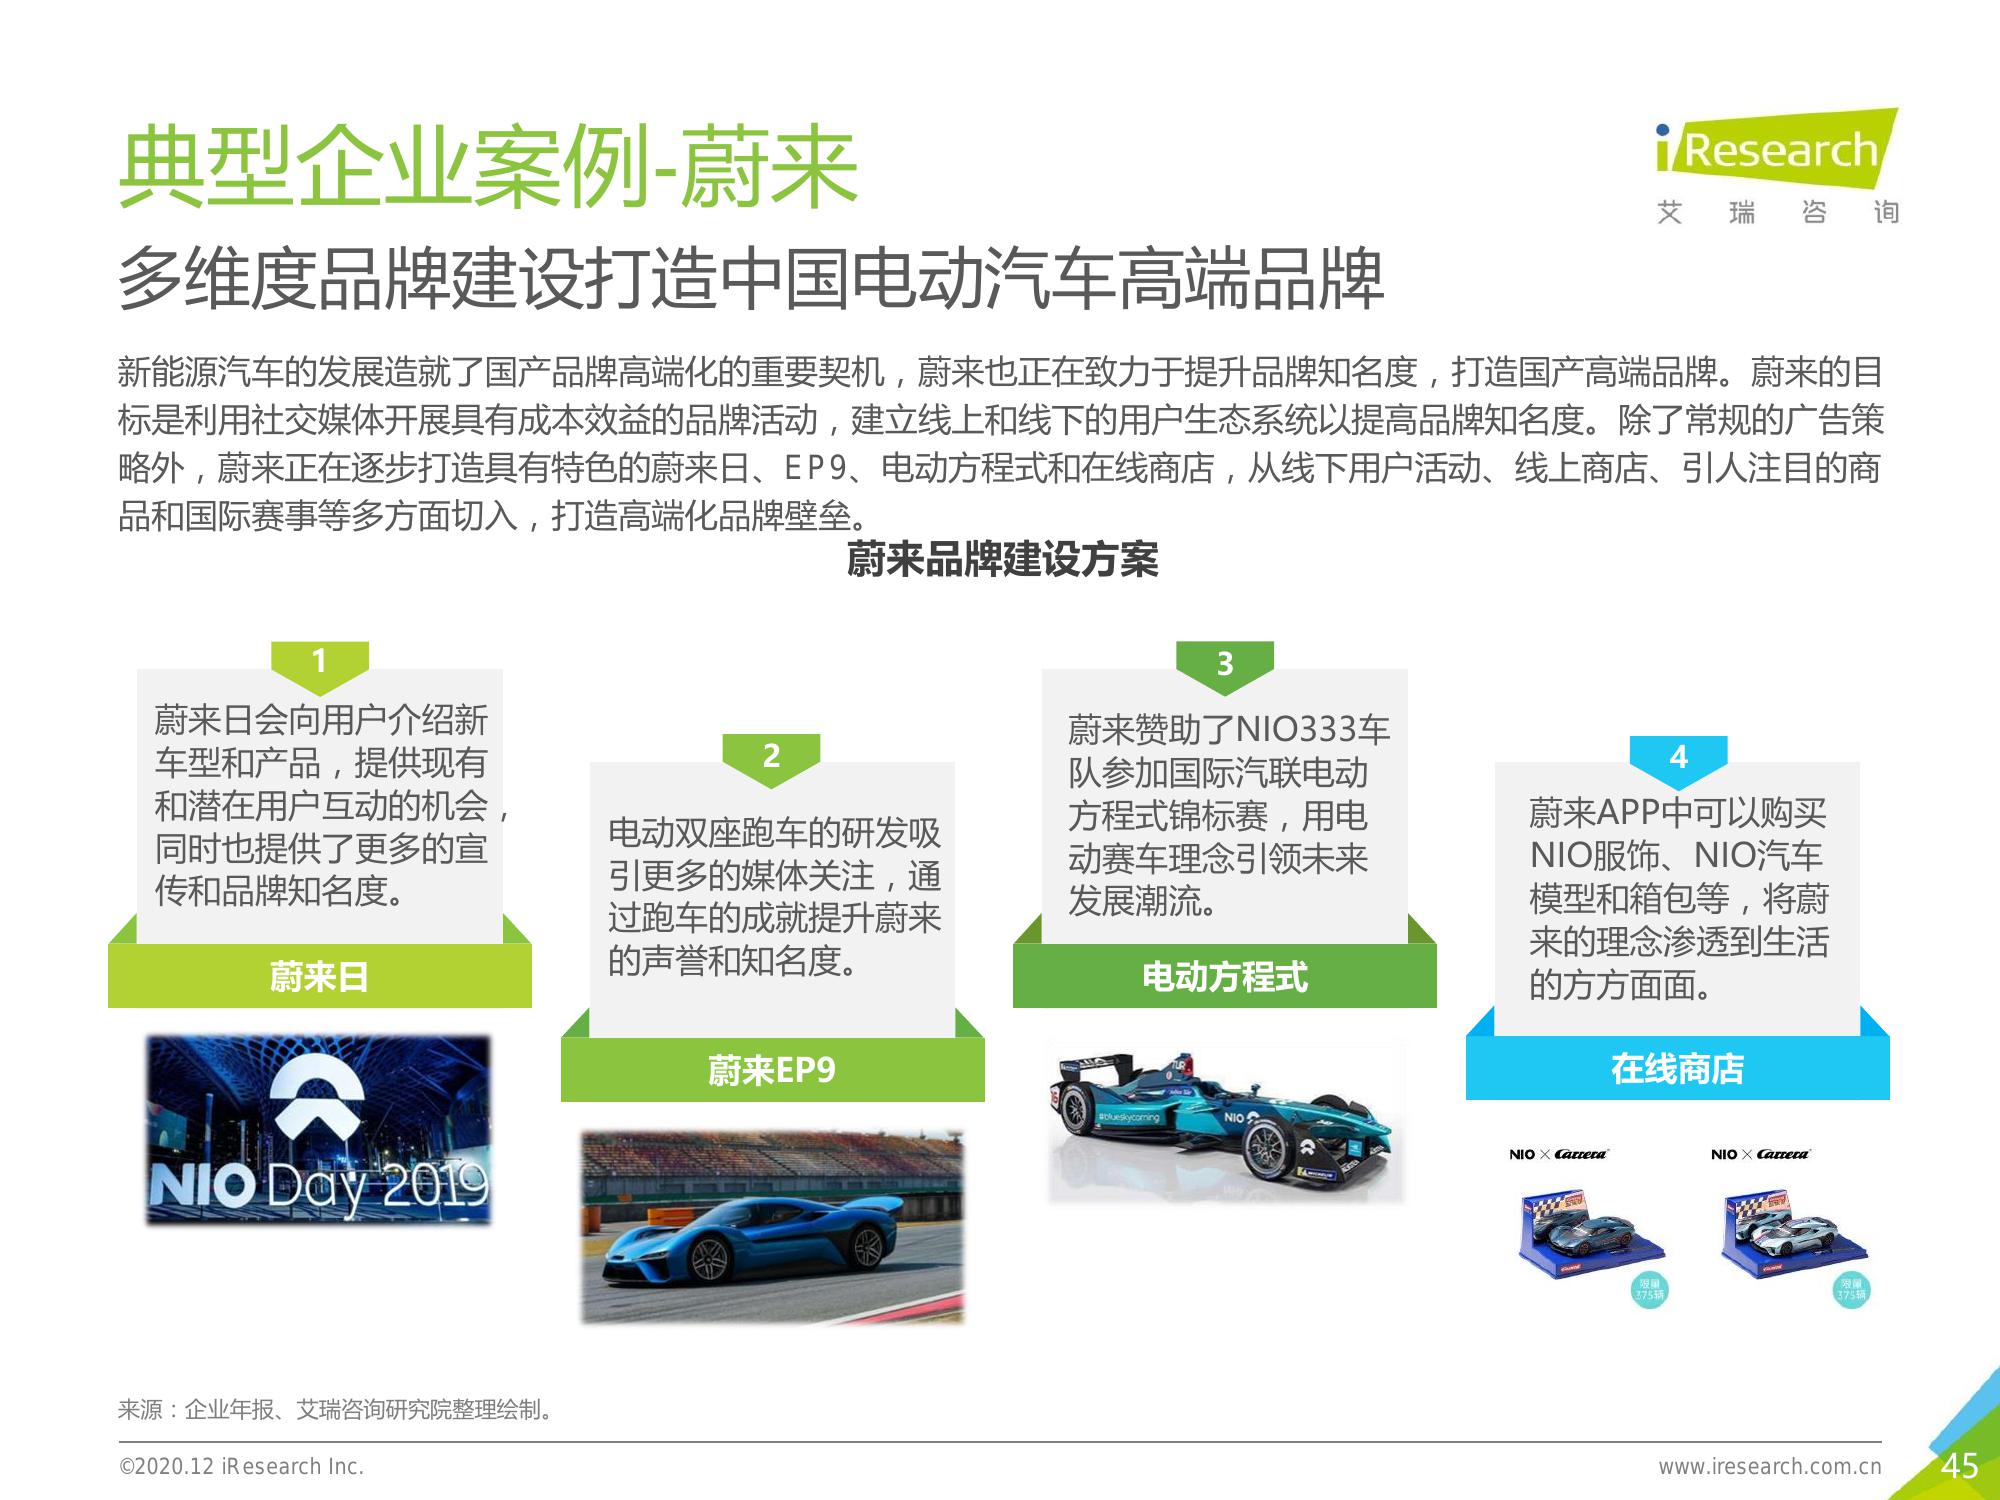 典型企业案例-蔚来
iResearch
艾瑞咨询
多维度品牌建设打造中国电动汽车高端品牌
新能源汽车的发展造就了国产品牌高端化的重要契机，蔚来也正在致力于提升品牌知名度，打造国产高端品牌。蔚来的目
标是利用社交媒体开展具有成本效益的品牌活动，建立线上和线下的用户生态系统以提高品牌知名度。除了常规的广告策
略外，蔚来正在逐步打造具有特色的蔚来日、EP9、电动方程式和在线商店，从线下用户活动、线上商店、引人注目的商
品和国际赛事等多方面切入，打造高端化品牌壁垒。
蔚来品牌建设方案
1
蔚来日会向用户介绍新
车型和产品，提供现有
和潜在用户互动的机会，
同时也提供了更多的宣
传和品牌知名度。
蔚来日
NIO Day 2019
2
电动双座跑车的研发吸
引更多的媒体关注，通
过跑车的成就提升蔚来
的声誉和知名度。
蔚来EP9
3
蔚来赞助了NIO333车
队参加国际汽联电动
方程式锦标赛，用电
动赛车理念引领未来
发展潮流。
电动方程式
NIO
#blueskycoming
NIO
4
蔚来APP中可以购买
NIO服饰、NIO汽车
模型和箱包等，将蔚
来的理念渗透到生活
的方方面面。
在线商店
NIO × Carrera
限量
375辆
NIO × Carrera
限量
375辆
来源：企业年报、艾瑞咨询研究院整理绘制。
©2020.12 iResearch Inc.
www.iresearch.com.cn
45